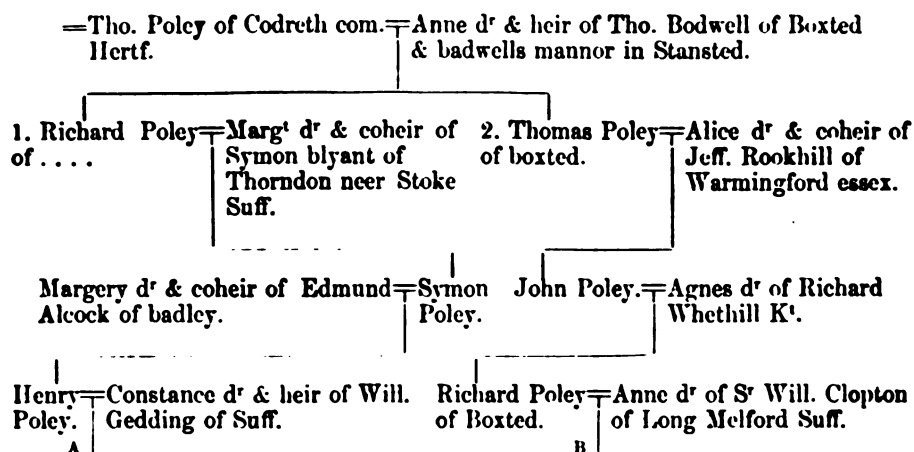 =Tho. Poley of Codreth com.=Anne dʳ & heir of Tho. Bodwell of Boxted
Hertf. & badwells mannor in Stansted.
1. Richard Poley=Margᵗ dʳ & coheir of 2. Thomas Poley=Alice dʳ & coheir of
of . . . . Symon blyant of of boxted. Jeff. Rookhill of
Thorndon neer Stoke Warmingford essex.
Suff.
Margery dʳ & coheir of Edmund=Symon John Poley.=Agnes dʳ of Richard
Alcock of badley. Poley. Whethill Kᵗ.
Henry=Constance dʳ & heir of Will. Richard Poley=Anne dʳ of Sʳ Will. Clopton
Poley. Gedding of Suff. of Boxted. of Long Melford Suff.
A B